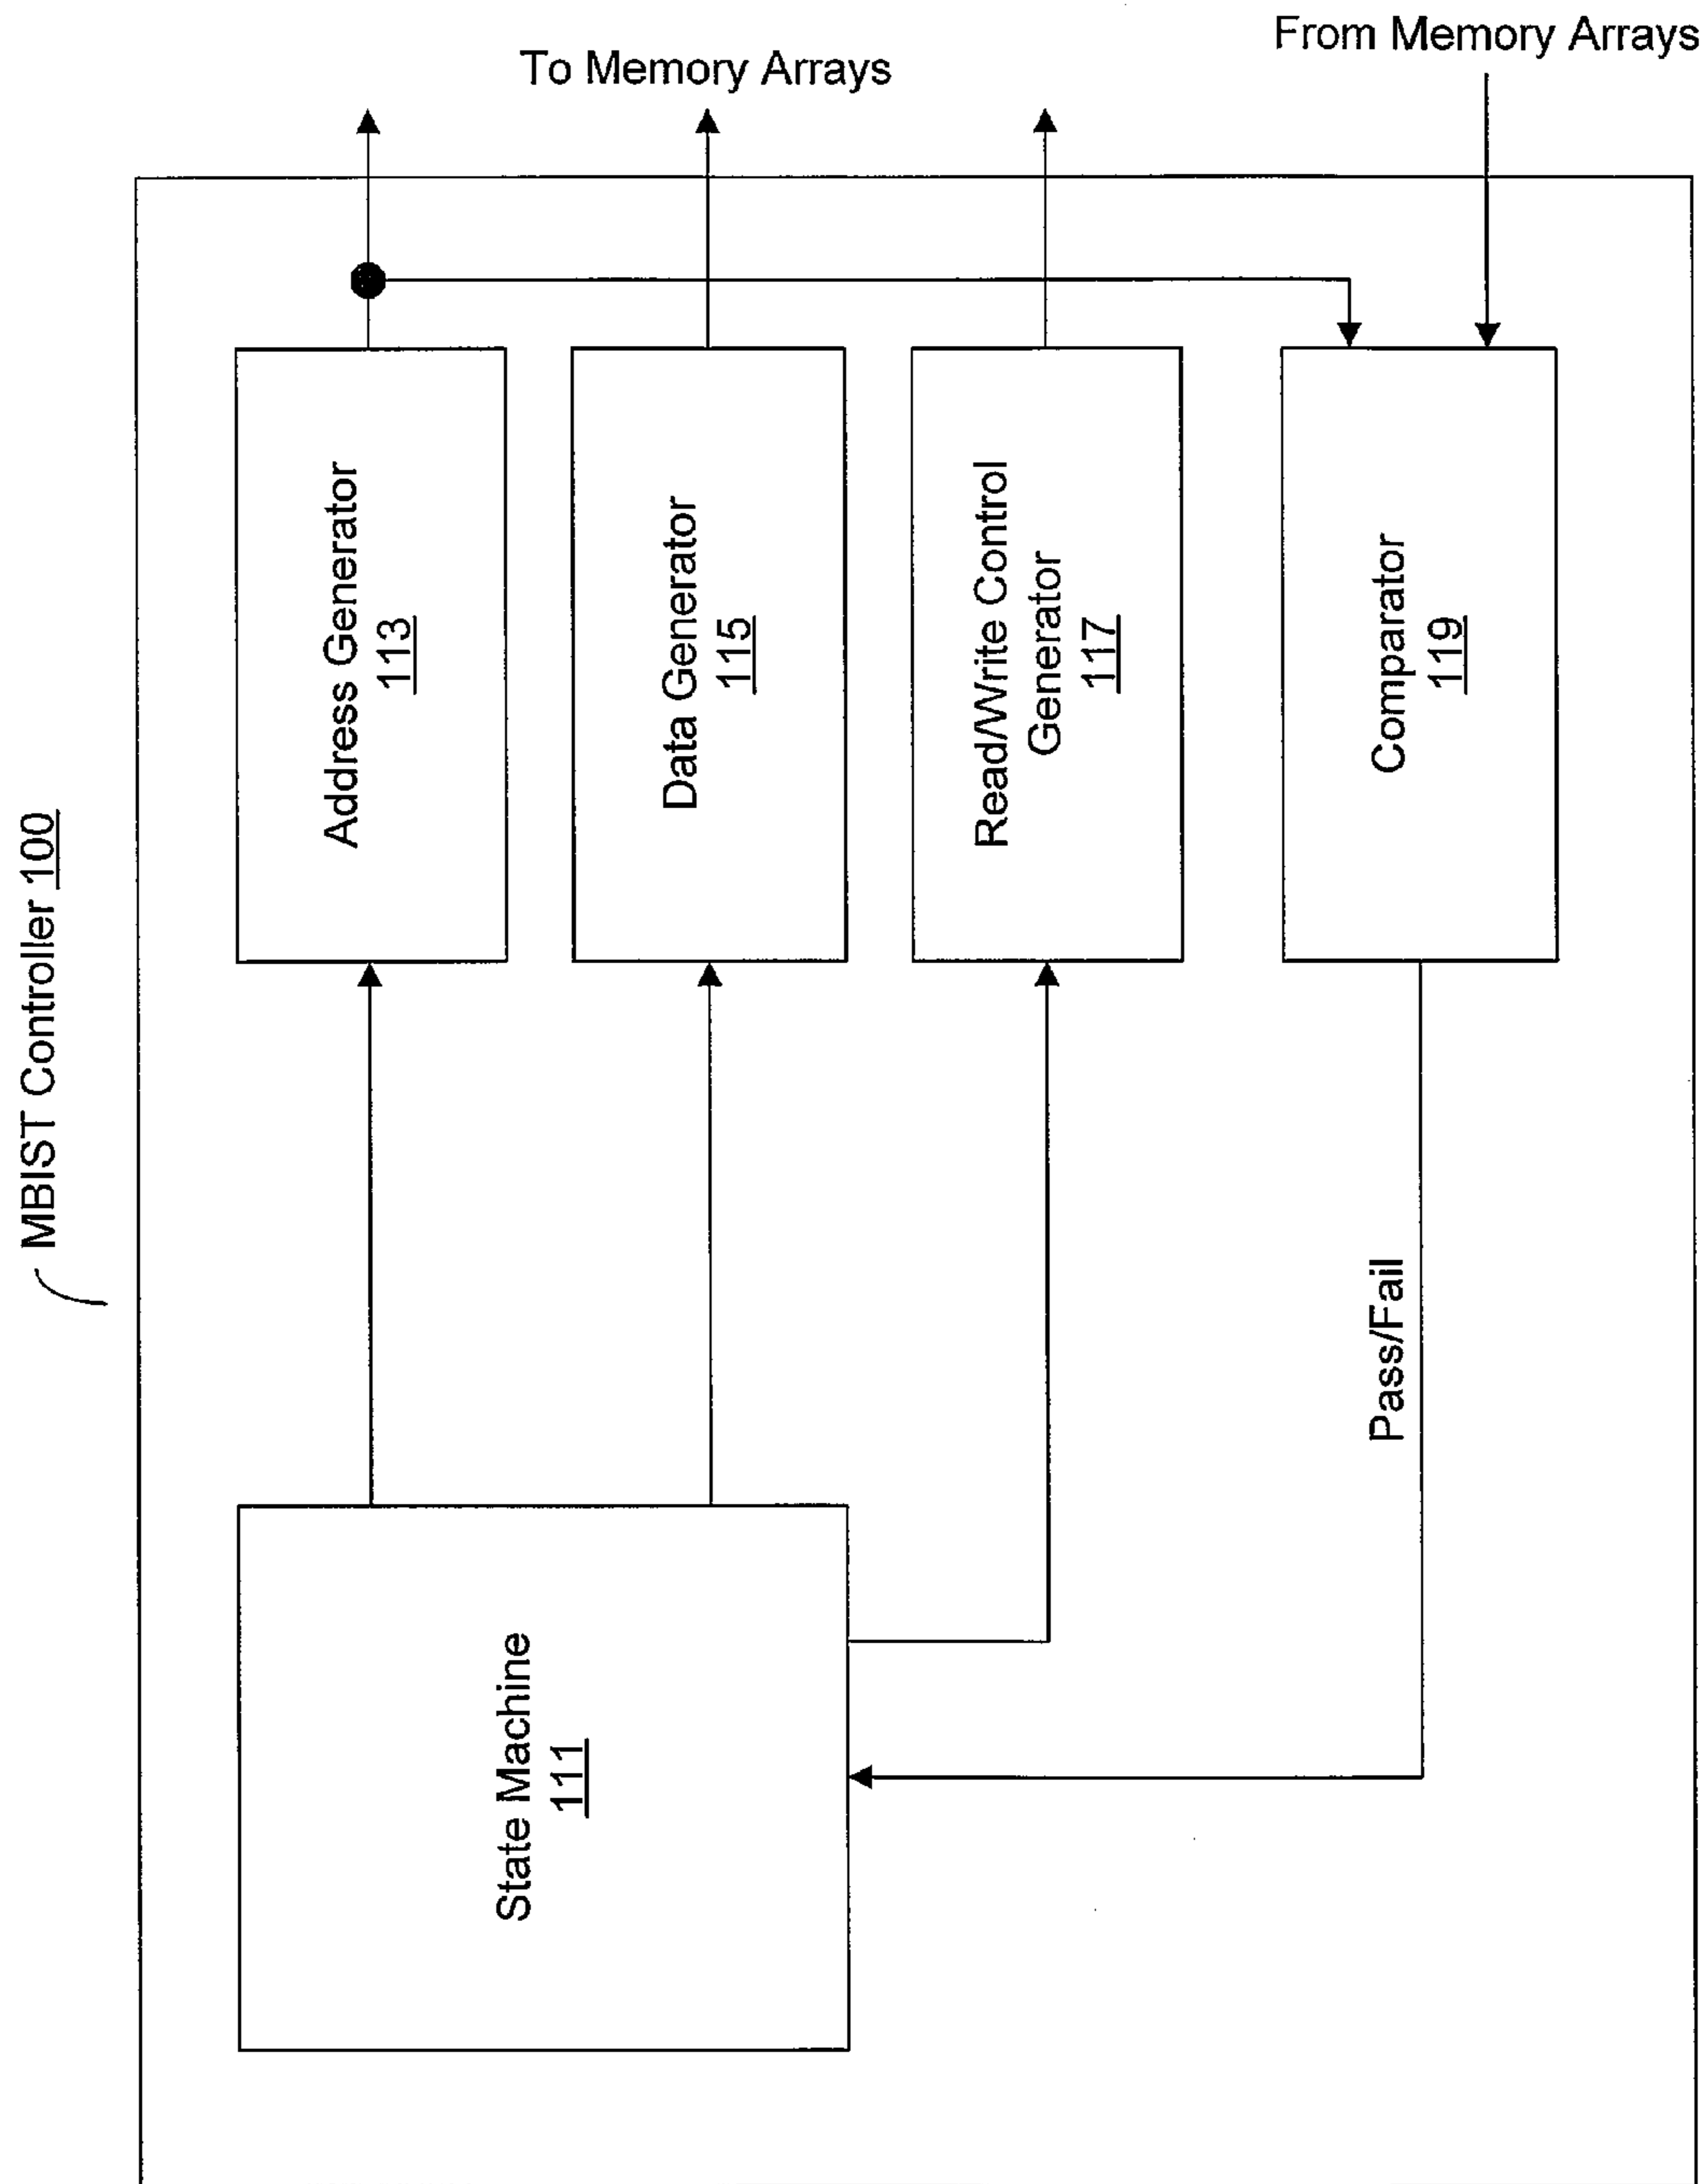 From Memory Arrays
To Memory Arrays
MBIST Controller 100
Address Generator
113
Data Generator
115
Read/Write Control
Generator
117
Comparator
119
Pass/Fail
State Machine
111